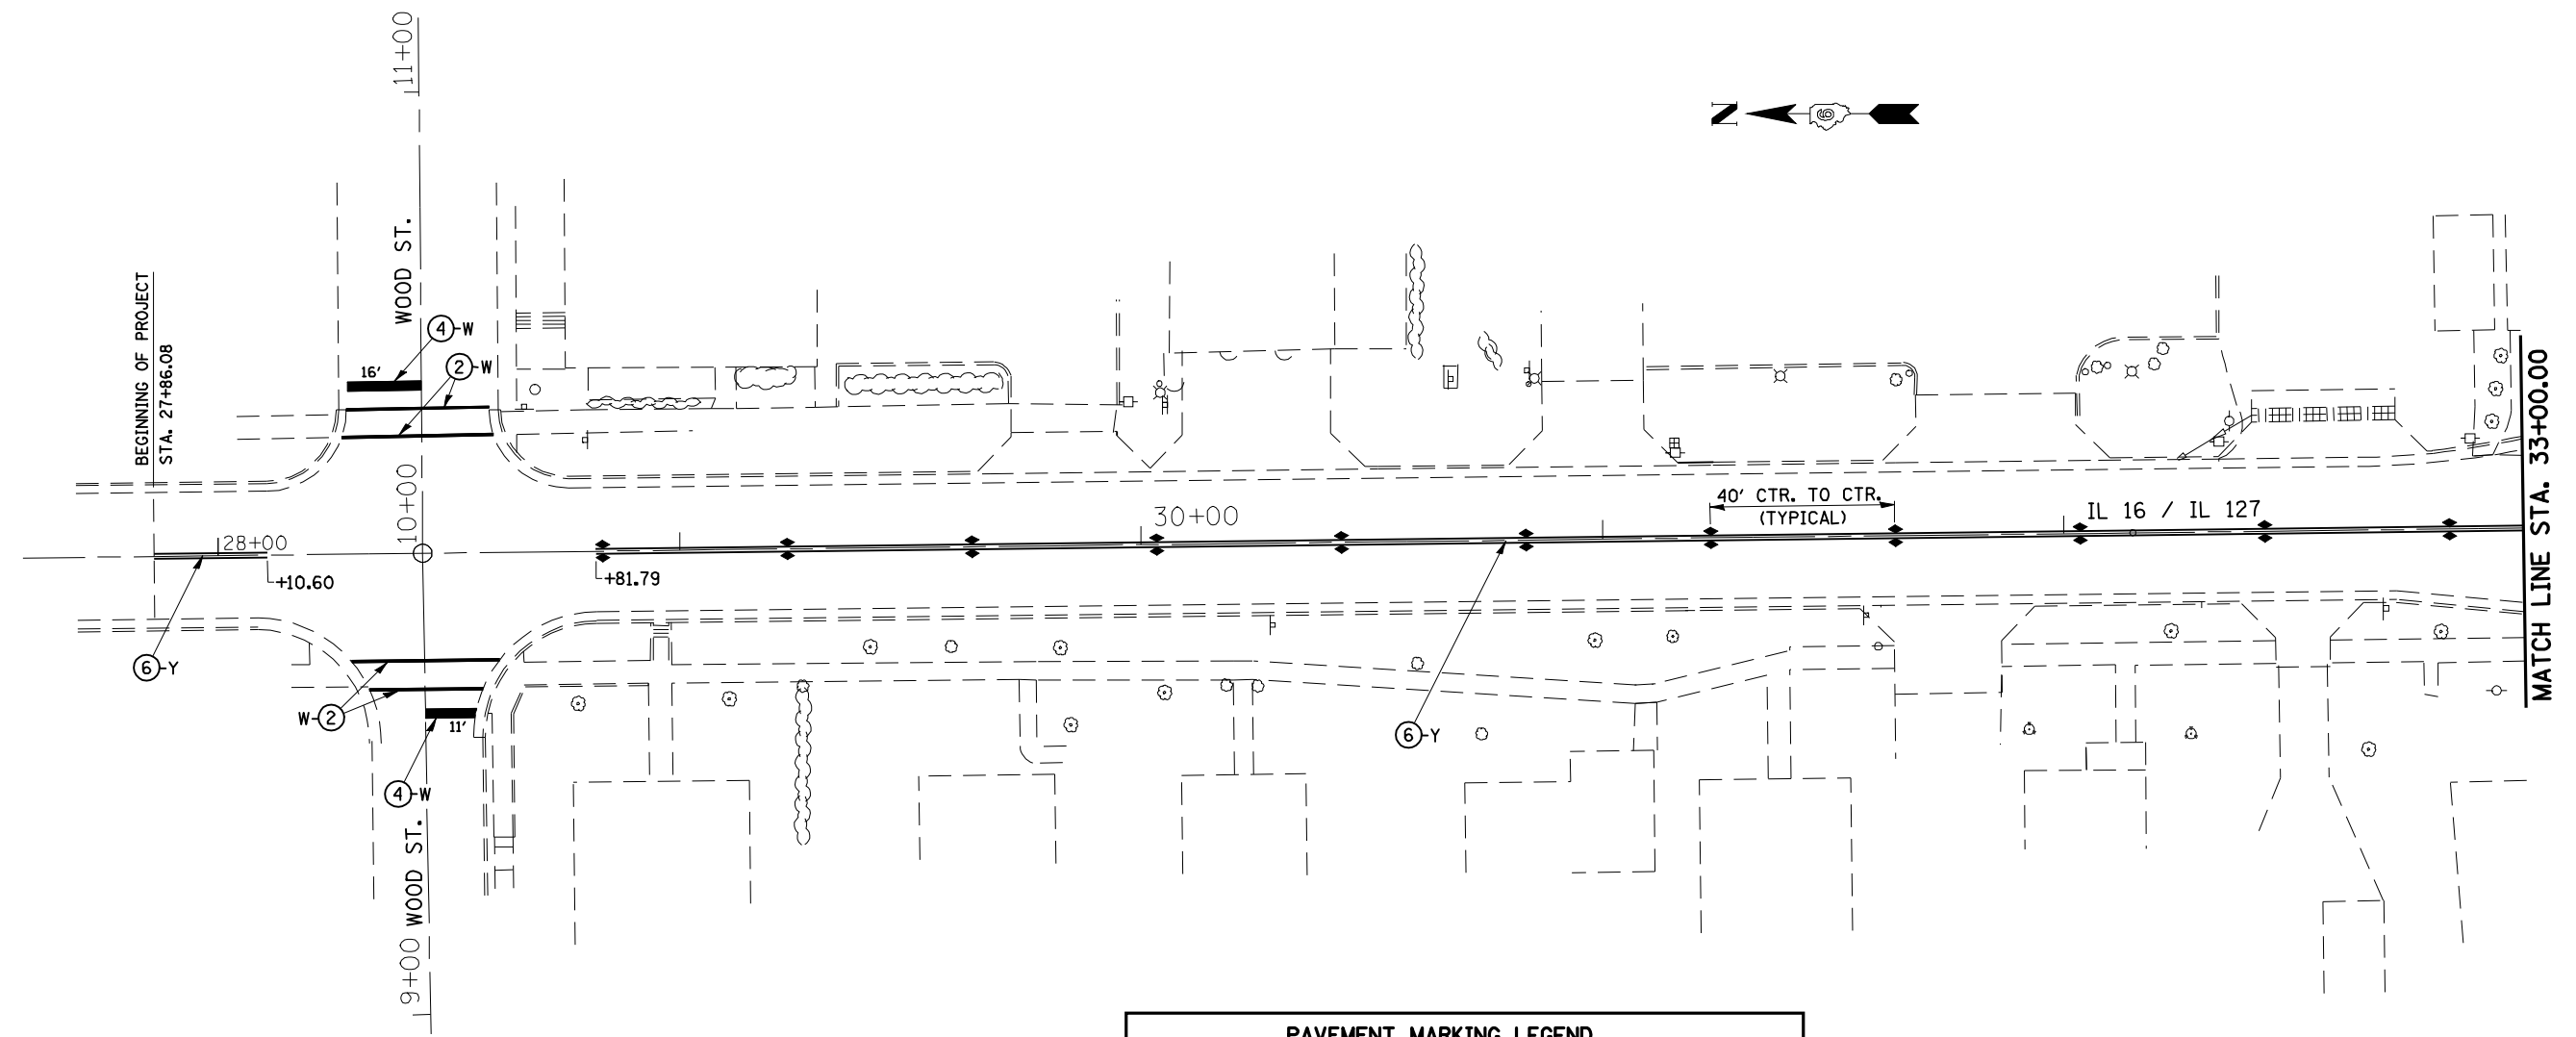 11+00
N
6
WOOD ST.
BEGINNING OF PROJECT
STA. 27+86.08
4-W
2-W
16'
10+00
28+00
+10.60
+81.79
30+00
40' CTR. TO CTR.
(TYPICAL)
IL 16 / IL 127
MATCH LINE STA. 33+00.00
6-Y
W-2
11'
4-W
6-Y
WOOD ST.
9+00
PAVEMENT MARKING LEGEND